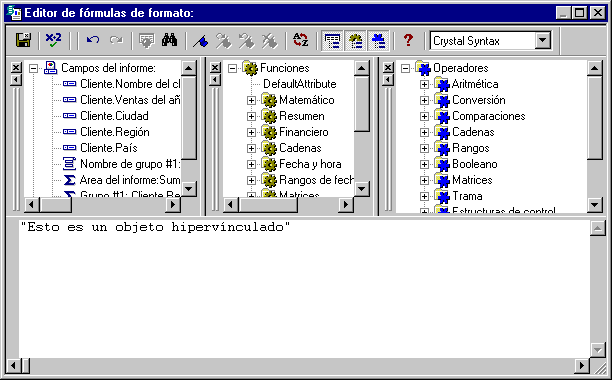 Editor de fórmulas de formato:
X+2
?
Crystal Syntax
Campos del informe:
Cliente.Nombre del cl
Cliente.Ventas del añ
Cliente.Ciudad
Cliente.Región
Cliente.País
Nombre de grupo #1:
Area del informe:Sum
Grupo #1: Cliente.Re
Funciones
DefaultAttribute
Matemático
Resumen
Financiero
Cadenas
Fecha y hora
Rangos de fech
Matrices
Operadores
Aritmética
Conversión
Comparaciones
Cadenas
Rangos
Booleano
Matrices
Trama
Estructuras de control
"Esto es un objeto hipervinculado"